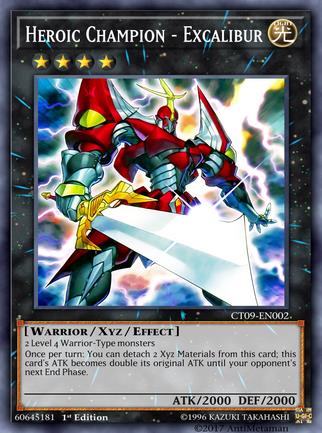 HEROIC CHAMPION - EXCALIBUR
LIGHT
光
CT09-EN002
[WARRIOR / XYZ / EFFECT]
2 Level 4 Warrior-Type monsters
Once per turn: You can detach 2 Xyz Materials from this card; this
card's ATK becomes double its original ATK until your opponent's
next End Phase.
ATK/2000 DEF/2000
60645181 1st Edition ©1996 KAZUKI TAKAHASHI
©2017 AntiMetaman